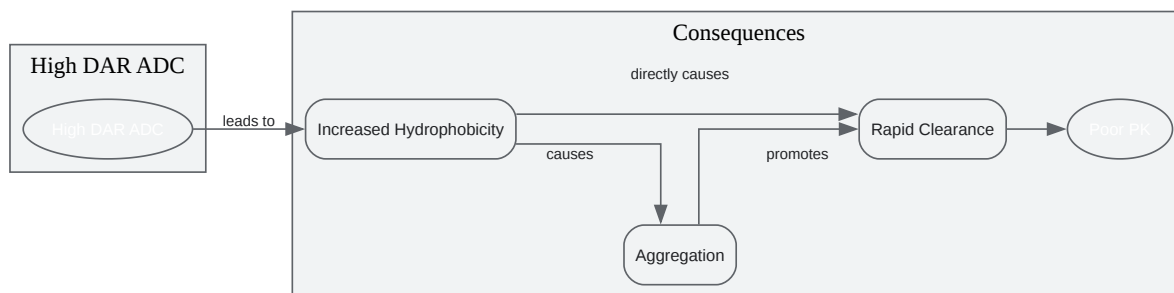 Consequences
High DAR ADC
directly causes
High DAR ADC
leads to
Increased Hydrophobicity
Rapid Clearance
Poor PK
causes
promotes
Aggregation